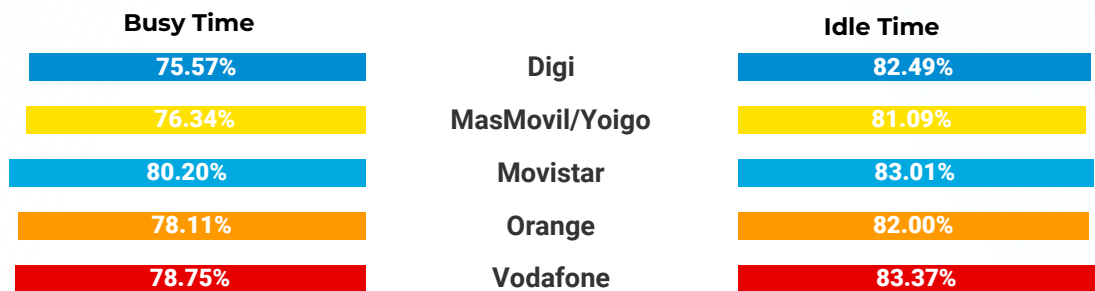 Busy Time Idle Time
75.57% Digi 82.49%
76.34% MasMovil/Yoigo 81.09%
80.20% Movistar 83.01%
78.11% Orange 82.00%
78.75% Vodafone 83.37%